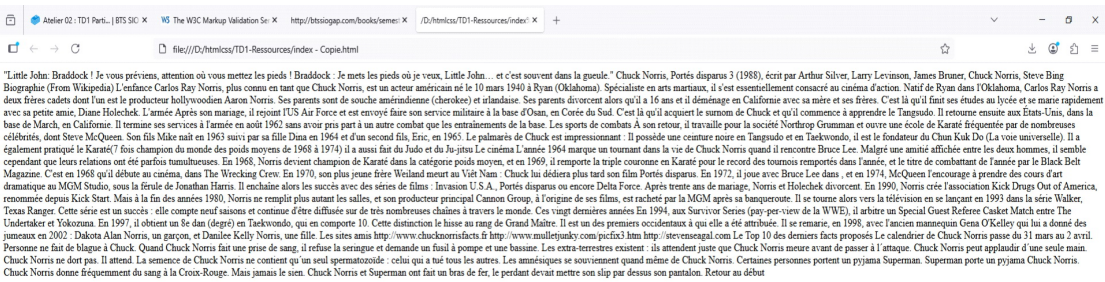 Atelier 02 : TD1 Parti... | BTS SIO
The W3C Markup Validation Se
http://btssiogap.com/books/semest
/D:/htmlcss/TD1-Ressources/index
file:///D:/htmlcss/TD1-Ressources/index - Copie.html
"Little John: Braddock ! Je vous préviens, attention où vous mettez les pieds ! Braddock : Je mets les pieds où je veux, Little John… et c'est souvent dans la gueule." Chuck Norris, Portés disparus 3 (1988), écrit par Arthur Silver, Larry Levinson, James Bruner, Chuck Norris, Steve Bing
Biographie (From Wikipedia) L'enfance Carlos Ray Norris, plus connu en tant que Chuck Norris, est un acteur américain né le 10 mars 1940 à Ryan (Oklahoma). Spécialiste en arts martiaux, il s'est essentiellement consacré au cinéma d'action. Natif de Ryan dans l'Oklahoma, Carlos Ray Norris a
deux frères cadets dont l'un est le producteur hollywoodien Aaron Norris. Ses parents sont de souche amérindienne (cherokee) et irlandaise. Ses parents divorcent alors qu'il a 16 ans et il déménage en Californie avec sa mère et ses frères. C'est là qu'il finit ses études au lycée et se marie rapidement
avec sa petite amie, Diane Holechek. L'armée Après son mariage, il rejoint l'US Air Force et est envoyé faire son service militaire à la base d'Osan, en Corée du Sud. C'est là qu'il acquiert le surnom de Chuck et qu'il commence à apprendre le Tangsudo. Il retourne ensuite aux États-Unis, dans la
base de March, en Californie. Il termine ses services à l'armée en août 1962 sans avoir pris part à un autre combat que les entraînements de la base. Les sports de combats À son retour, il travaille pour la société Northrop Grumman et ouvre une école de Karaté fréquentée par de nombreuses
célébrités, dont Steve McQueen. Son fils Mike naît en 1963 suivi par sa fille Dina en 1964 et d'un second fils, Eric, en 1965. Le palmarès de Chuck est impressionnant : Il possède une ceinture noire en Tangsudo et en Taekwondo, il est le fondateur du Chun Kuk Do (La voie universelle). Il a
également pratiqué le Karaté(7 fois champion du monde des poids moyens de 1968 à 1974) il a aussi fait du Judo et du Ju-jitsu Le cinéma L'année 1964 marque un tournant dans la vie de Chuck Norris quand il rencontre Bruce Lee. Malgré une amitié affichée entre les deux hommes, il semble
cependant que leurs relations ont été parfois tumultueuses. En 1968, Norris devient champion de Karaté dans la catégorie poids moyen, et en 1969, il remporte la triple couronne en Karaté pour le record des tournois remportés dans l'année, et le titre de combattant de l'année par le Black Belt
Magazine. C'est en 1968 qu'il débute au cinéma, dans The Wrecking Crew. En 1970, son plus jeune frère Weiland meurt au Viêt Nam : Chuck lui dédiera plus tard son film Portés Disparus. En 1972, il joue avec Bruce Lee dans , et en 1974, McQueen l'encourage à prendre des cours d'art
dramatique au MGM Studio, sous la férule de Jonathan Harris. Il enchaîne alors les succès avec des séries de films : Invasion U.S.A., Portés disparus ou encore Delta Force. Après trente ans de mariage, Norris et Holechek divorcent. En 1990, Norris crée l'association Kick Drugs Out of America,
renommée depuis Kick Start. Mais à la fin des années 1980, Norris ne remplit plus autant les salles, et son producteur principal Cannon Group, à l'origine de ses films, est racheté par la MGM après sa banqueroute. Il se tourne alors vers la télévision en se lançant en 1993 dans la série Walker,
Texas Ranger. Cette série est un succès : elle compte neuf saisons et continue d'être diffusée sur de très nombreuses chaînes à travers le monde. Ces vingt dernières années En 1994, aux Survivor Series (pay-per-view de la WWE), il arbitre un Special Guest Referee Casket Match entre The
Undertaker et Yokozuna. En 1997, il obtient un 8e dan (degré) en Taekwondo, qui en comporte 10. Cette distinction le hisse au rang de Grand Maître. Il est un des premiers occidentaux à qui elle a été attribuée. Il se remarie, en 1998, avec l'ancien mannequin Gena O'Kelley qui lui a donné des
jumeaux en 2002 : Dakota Alan Norris, un garçon, et Danilee Kelly Norris, une fille. Les sites amis http://www.chucknorrisfacts.fr http://www.mulletjunky.com/picfix3.htm http://stevenseagal.com Le Top 10 des derniers facts proposés Le calendrier de Chuck Norris passe du 31 mars au 2 avril.
Personne ne fait de blague à Chuck. Quand Chuck Norris fait une prise de sang, il refuse la seringue et demande un fusil à pompe et une bassine. Les extra-terrestres existent : ils attendent juste que Chuck Norris meure avant de passer à l´attaque. Chuck Norris peut applaudir d´une seule main.
Chuck Norris ne dort pas. Il attend. La semence de Chuck Norris ne contient qu´un seul spermatozoïde : celui qui a tué tous les autres. Les amnésiques se souviennent quand même de Chuck Norris. Certaines personnes portent un pyjama Superman. Superman porte un pyjama Chuck Norris.
Chuck Norris donne fréquemment du sang à la Croix-Rouge. Mais jamais le sien. Chuck Norris et Superman ont fait un bras de fer, le perdant devait mettre son slip par dessus son pantalon. Retour au début